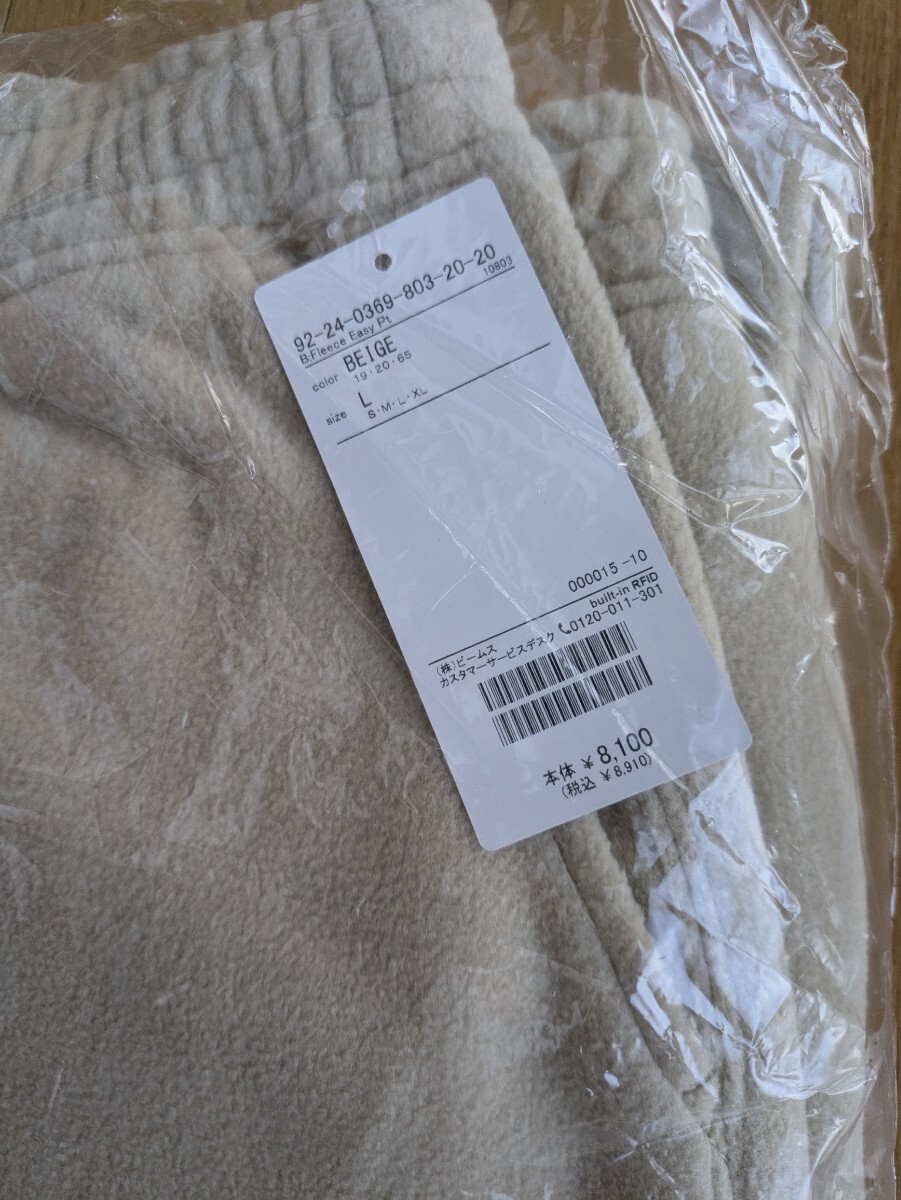 92-24-0369-803-20-20
B:Fleece Easy Pt 10803
color BEIGE
19・20・65
size L
S・M・L・XL
000015 -10
built-in RFID
(株)ビームス
カスタマーサービスデスク 📞0120-011-301
本体 ¥8,100
(税込 ¥8,910)